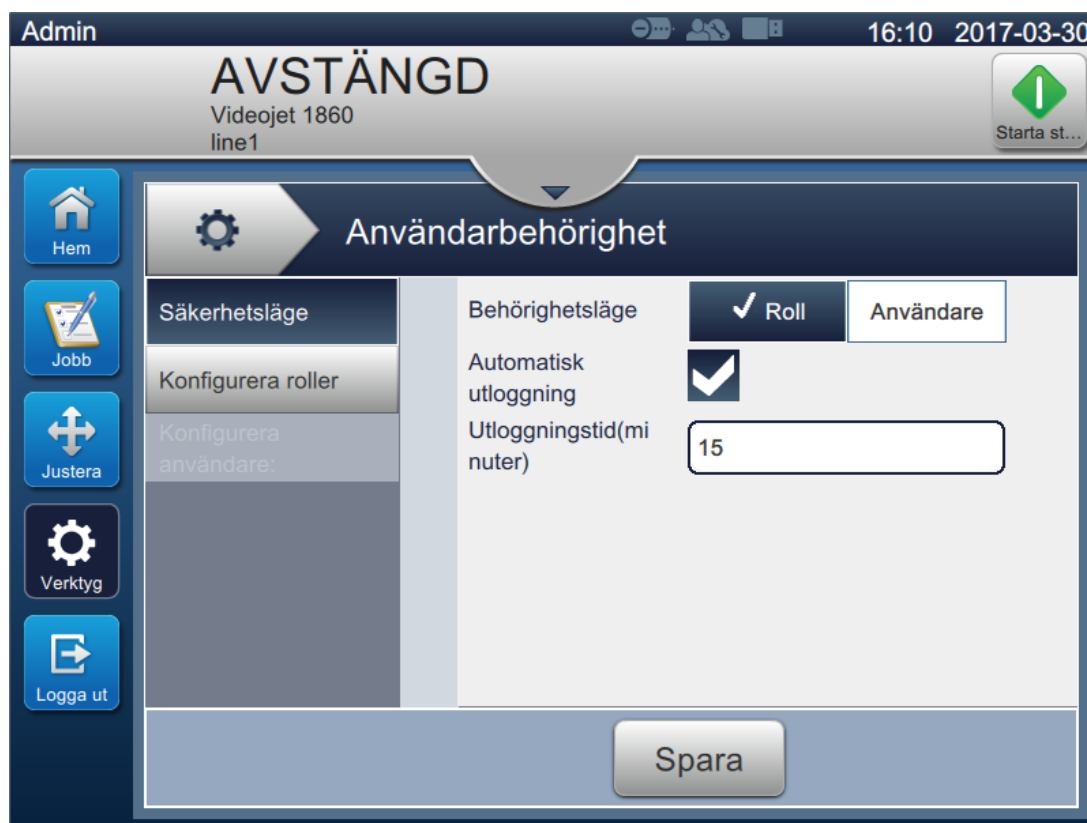 Admin
16:10 2017-03-30
AVSTÄNGD
Videojet 1860
line1
Starta st...
Hem
Jobb
Justera
Verktyg
Logga ut
Användarbehörighet
Säkerhetsläge
Konfigurera roller
Konfigurera
användare:
Behörighetsläge
Roll
Användare
Automatisk
utloggning
Utloggningstid(mi
nuter)
15
Spara